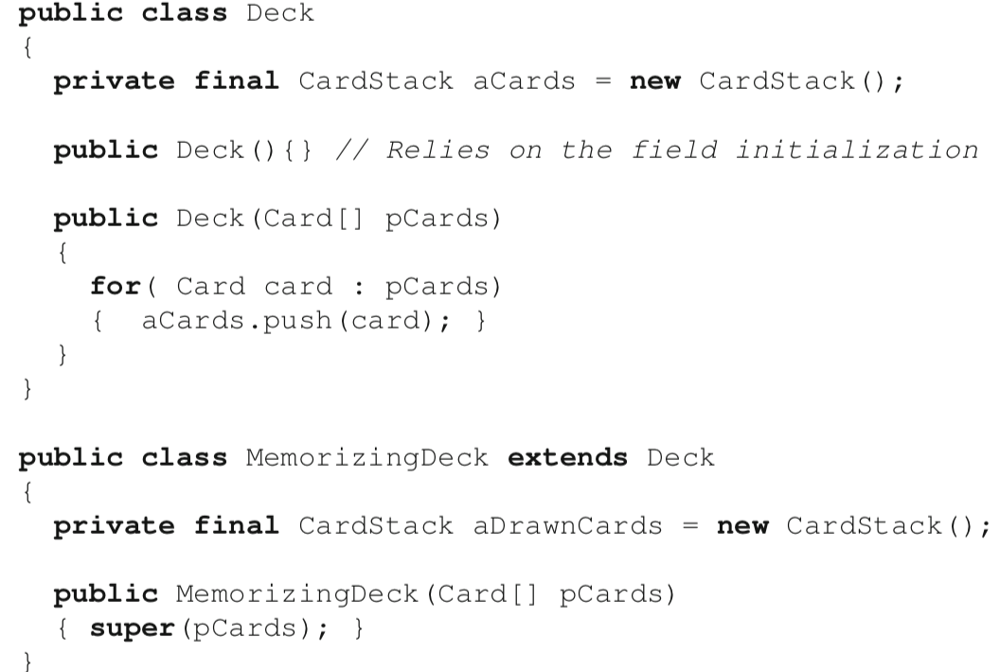 public class Deck
{
  private final CardStack aCards = new CardStack();

  public Deck(){} // Relies on the field initialization

  public Deck(Card[] pCards)
  {
    for( Card card : pCards)
    {  aCards.push(card); }
  }
}

public class MemorizingDeck extends Deck
{
  private final CardStack aDrawnCards = new CardStack();

  public MemorizingDeck(Card[] pCards)
  { super(pCards); }
}